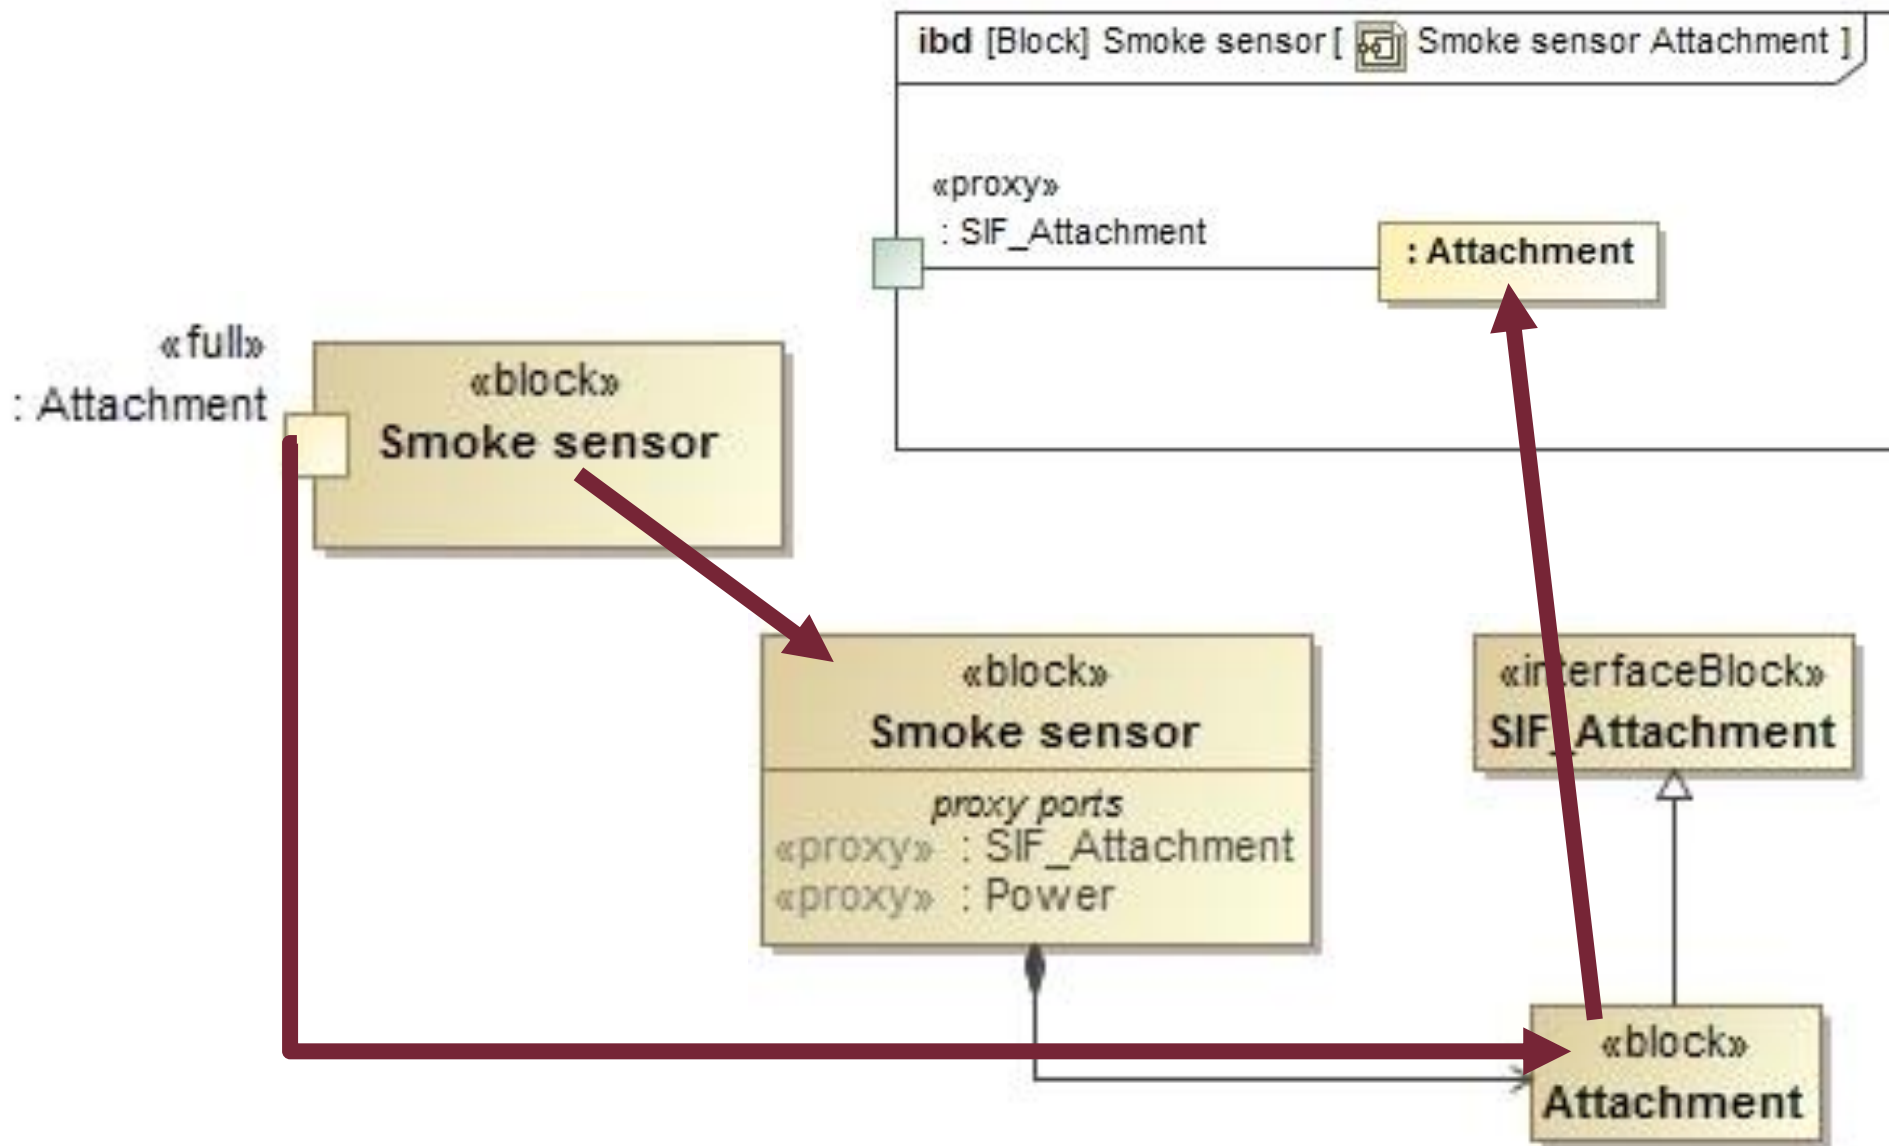 ibd [Block] Smoke sensor [ Smoke sensor Attachment ]
«proxy»
: SIF_Attachment
: Attachment
«full»
: Attachment
«block»
Smoke sensor
«block»
Smoke sensor
proxy ports
«proxy» : SIF_Attachment
«proxy» : Power
«interfaceBlock»
SIF_Attachment
«block»
Attachment